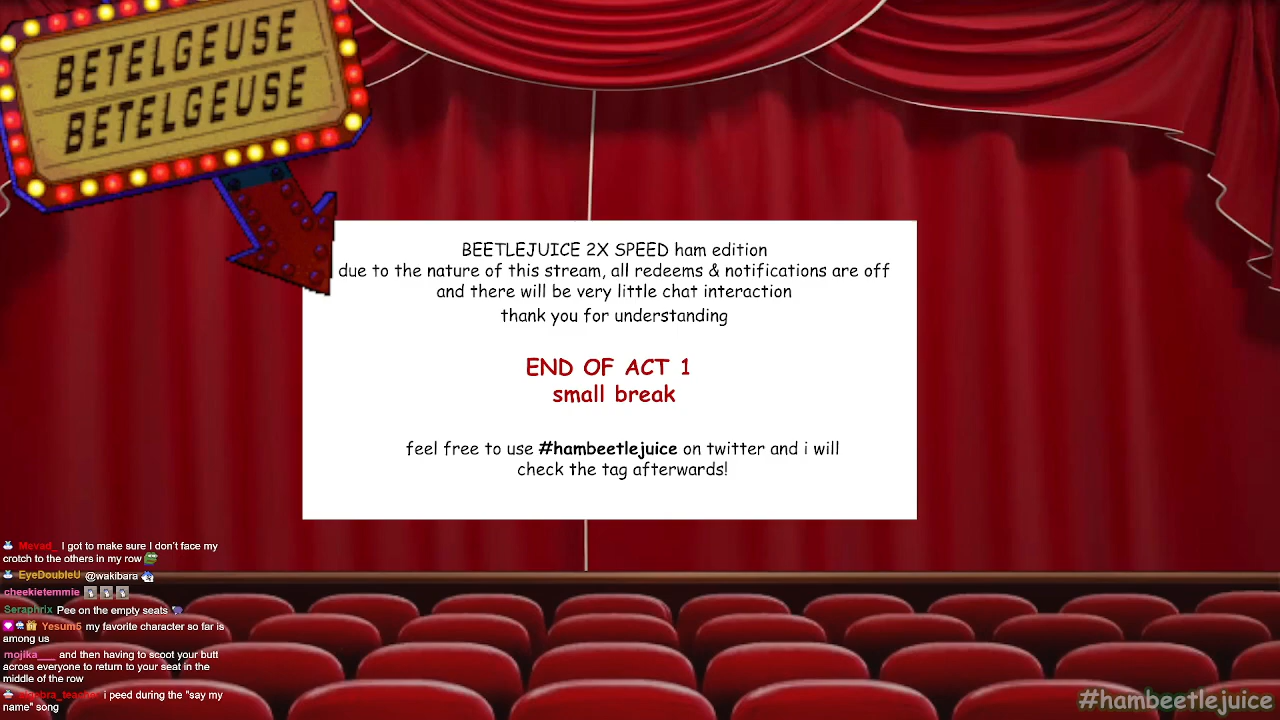 BETELGEUSE
BETELGEUSE
BEETLEJUICE 2X SPEED ham edition
due to the nature of this stream, all redeems & notifications are off
and there will be very little chat interaction
thank you for understanding
END OF ACT 1
small break
feel free to use #hambeetlejuice on twitter and i will
check the tag afterwards!
Mevad_ I got to make sure I don't face my
crotch to the others in my row
EyeDoubleU @wakibara
cheekietemmie
Seraphrix Pee on the empty seats
Yesum5 my favorite character so far is
among us
mojika___ and then having to scoot your butt
across everyone to return to your seat in the
middle of the row
algebra_teacher i peed during the "say my
name" song
#hambeetlejuice